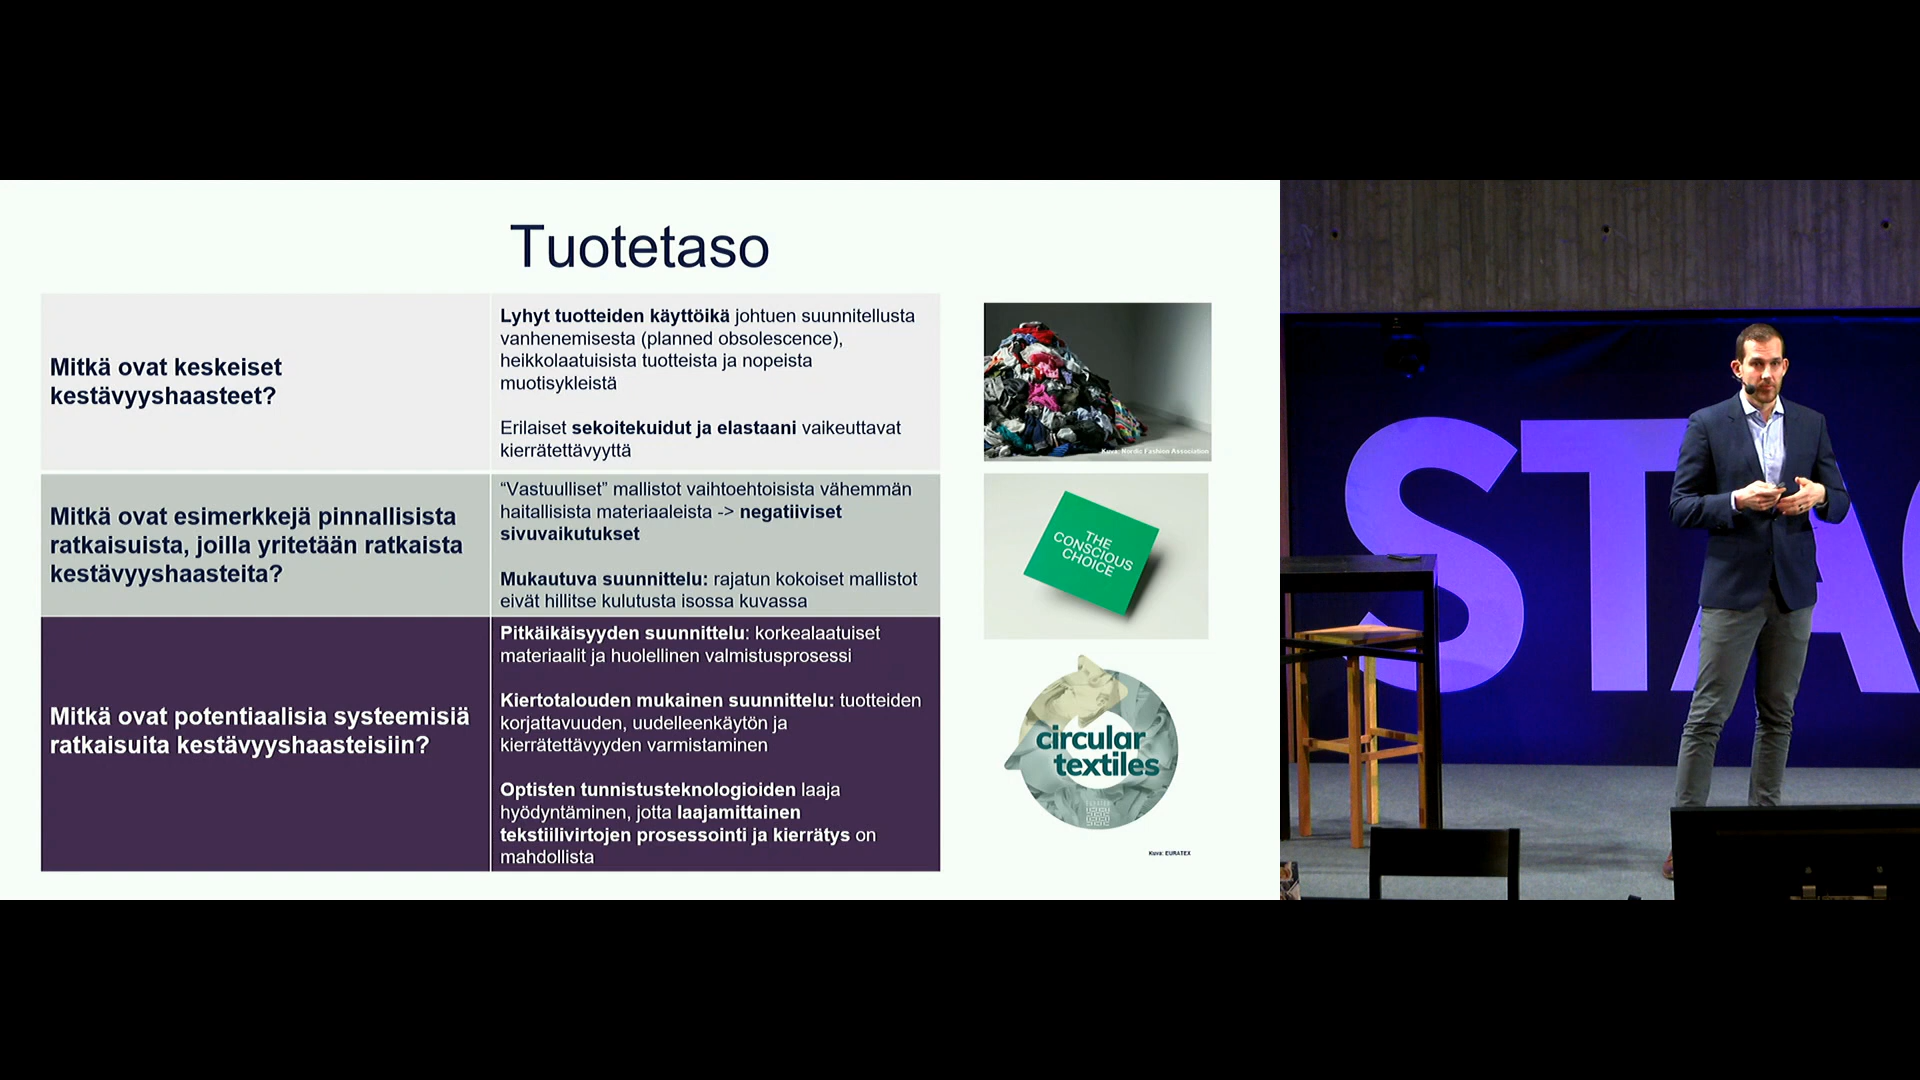 Tuotetaso
Mitkä ovat keskeiset
kestävyyshaasteet?
Lyhyt tuotteiden käyttöikä johtuen suunnitellusta
vanhenemisesta (planned obsolescence),
heikkolaatuisista tuotteista ja nopeista
muotisykleistä
Erilaiset sekoitekuidut ja elastaani vaikeuttavat
kierrätettävyyttä
Mitkä ovat esimerkkejä pinnallisista
ratkaisuista, joilla yritetään ratkaista
kestävyyshaasteita?
“Vastuulliset” mallistot vaihtoehtoisista vähemmän
haitallisista materiaaleista -> negatiiviset
sivuvaikutukset
Mukautuva suunnittelu: rajatun kokoiset mallistot
eivät hillitse kulutusta isossa kuvassa
Mitkä ovat potentiaalisia systeemisiä
ratkaisuita kestävyyshaasteisiin?
Pitkäikäisyyden suunnittelu: korkealaatuiset
materiaalit ja huolellinen valmistusprosessi
Kiertotalouden mukainen suunnittelu: tuotteiden
korjattavuuden, uudelleenkäytön ja
kierrätettävyyden varmistaminen
Optisten tunnistusteknologioiden laaja
hyödyntäminen, jotta laajamittainen
tekstiilivirtojen prosessointi ja kierrätys on
mahdollista
Kuva: Nordic Fashion Association
THE
CONSCIOUS
CHOICE
circular
textiles
Kuva: EURATEX
STA